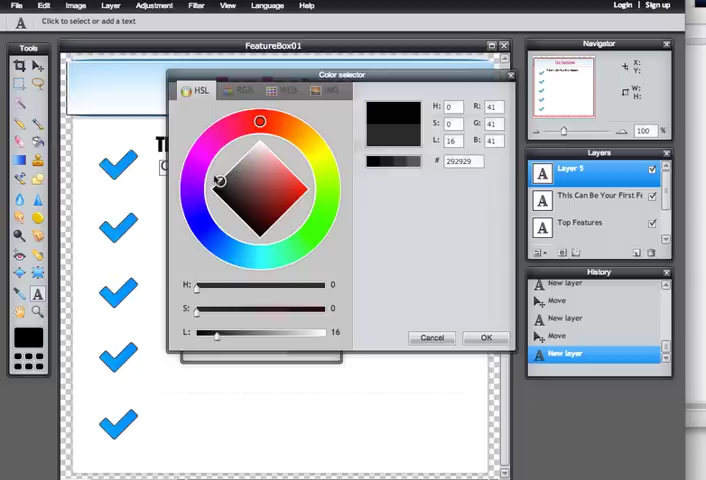 File Edit Image Layer Adjustment Filter View Language Help Login | Sign up
A Click to select or add a text
Tools
FeatureBox01
Navigator
X:
Y:
W:
H:
100 %
Color selector
HSL RGB WEB IMG
H: 0 R: 41
S: 0 G: 41
L: 16 B: 41
# 292929
H: 0
S: 0
L: 16
Cancel OK
Layers
A Layer 5
A This Can Be Your First Fe
A Top Features
History
A New layer
Move
A New layer
Move
A New layer